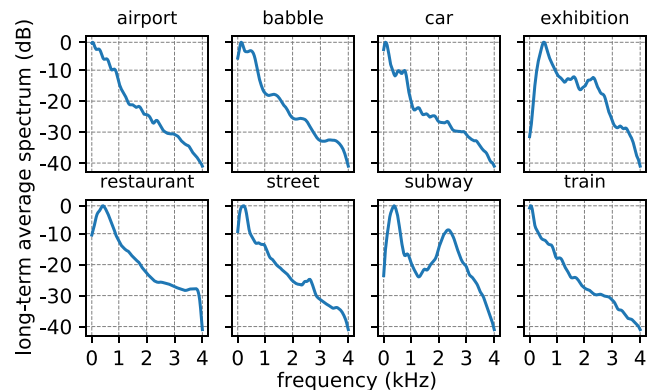 airport babble car exhibition
long-term average spectrum (dB)
0
-10
-20
-30
-40
restaurant street subway train
0
-10
-20
-30
-40
0 1 2 3 4 0 1 2 3 4 0 1 2 3 4 0 1 2 3 4
frequency (kHz)